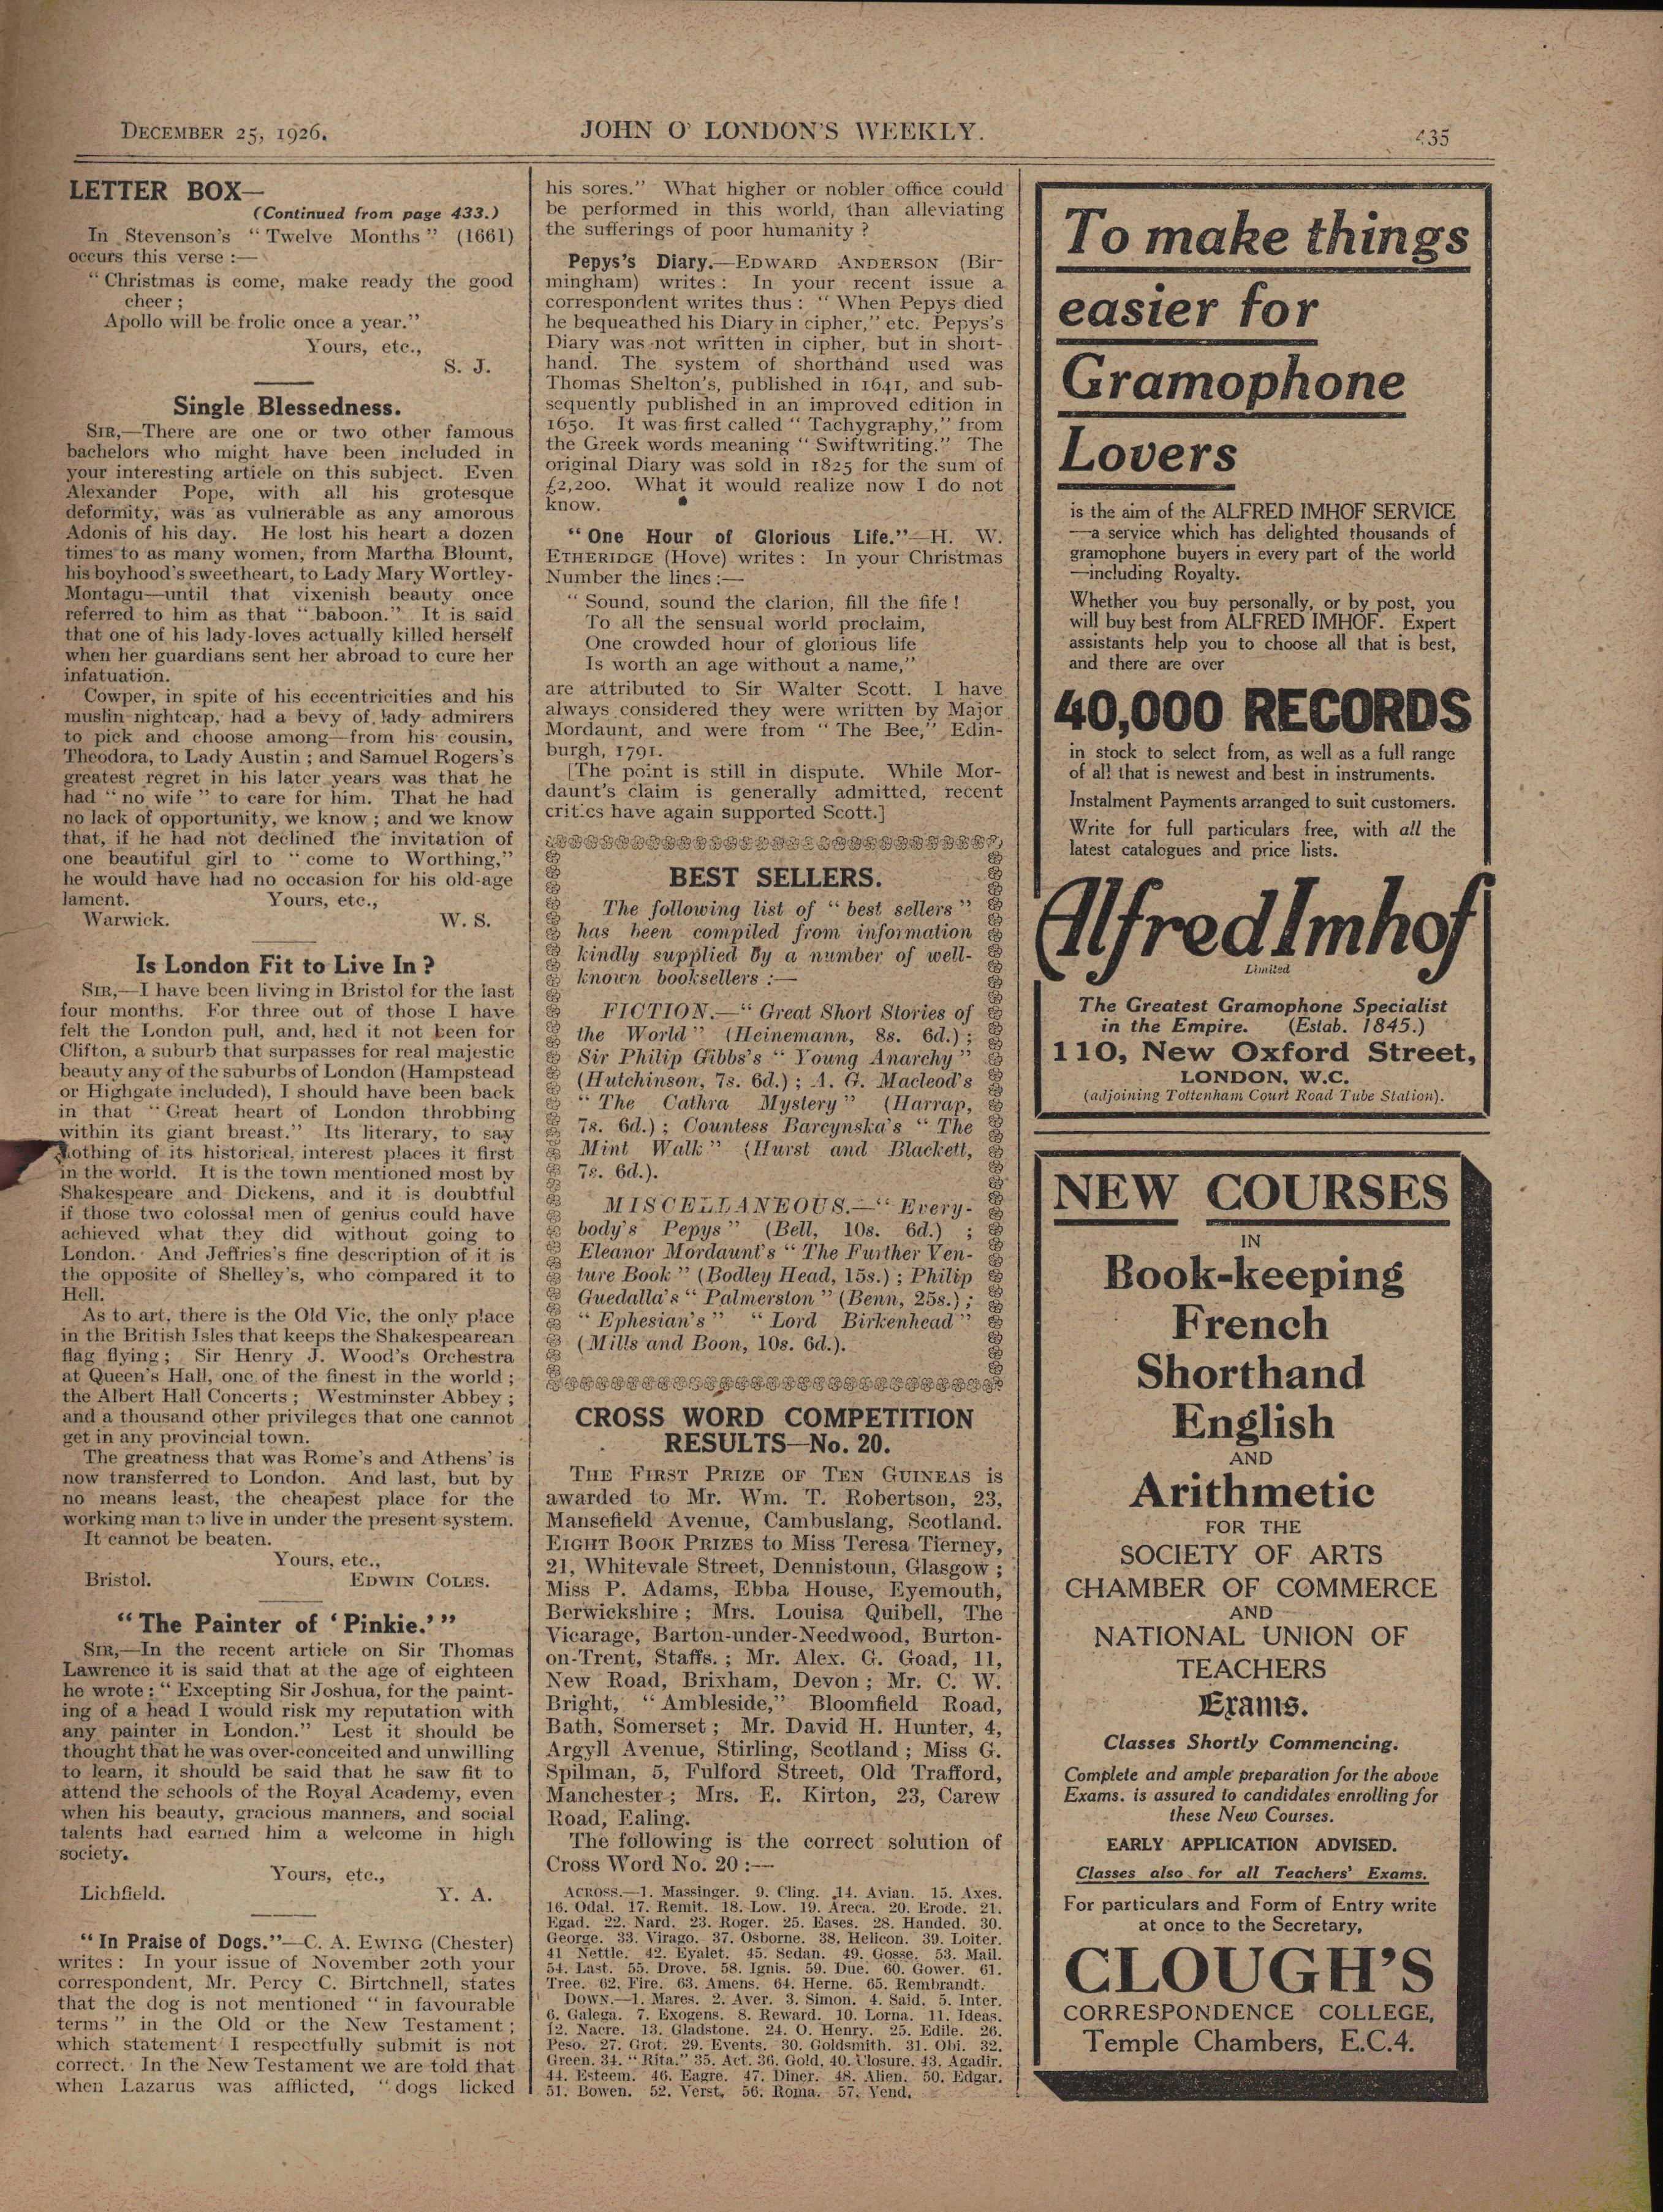 DECEMBER 25, 1926.
JOHN O' LONDON'S WEEKLY.
435
LETTER BOX—
(Continued from page 433.)
In Stevenson's “Twelve Months” (1661)
occurs this verse :—
“Christmas is come, make ready the good
cheer ;
Apollo will be frolic once a year.”
Yours, etc.,
S. J.
Single Blessedness.
SIR,—There are one or two other famous
bachelors who might have been included in
your interesting article on this subject. Even
Alexander Pope, with all his grotesque
deformity, was as vulnerable as any amorous
Adonis of his day. He lost his heart a dozen
times to as many women, from Martha Blount,
his boyhood's sweetheart, to Lady Mary Wortley-
Montagu—until that vixenish beauty once
referred to him as that “baboon.” It is said
that one of his lady-loves actually killed herself
when her guardians sent her abroad to cure her
infatuation.
Cowper, in spite of his eccentricities and his
muslin nightcap, had a bevy of lady admirers
to pick and choose among—from his cousin,
Theodora, to Lady Austin ; and Samuel Rogers's
greatest regret in his later years was that he
had “no wife” to care for him. That he had
no lack of opportunity, we know ; and we know
that, if he had not declined the invitation of
one beautiful girl to “come to Worthing,”
he would have had no occasion for his old-age
lament. Yours, etc.,
Warwick. W. S.
Is London Fit to Live In ?
SIR,—I have been living in Bristol for the last
four months. For three out of those I have
felt the London pull, and, had it not been for
Clifton, a suburb that surpasses for real majestic
beauty any of the suburbs of London (Hampstead
or Highgate included), I should have been back
in that “Great heart of London throbbing
within its giant breast.” Its literary, to say
nothing of its historical, interest places it first
in the world. It is the town mentioned most by
Shakespeare and Dickens, and it is doubtful
if those two colossal men of genius could have
achieved what they did without going to
London. And Jeffries's fine description of it is
the opposite of Shelley's, who compared it to
Hell.
As to art, there is the Old Vic, the only place
in the British Isles that keeps the Shakespearean
flag flying ; Sir Henry J. Wood's Orchestra
at Queen's Hall, one of the finest in the world ;
the Albert Hall Concerts ; Westminster Abbey ;
and a thousand other privileges that one cannot
get in any provincial town.
The greatness that was Rome's and Athens' is
now transferred to London. And last, but by
no means least, the cheapest place for the
working man to live in under the present system.
It cannot be beaten.
Yours, etc.,
Bristol. EDWIN COLES.
“The Painter of ‘Pinkie.’”
SIR,—In the recent article on Sir Thomas
Lawrence it is said that at the age of eighteen
he wrote : “Excepting Sir Joshua, for the paint-
ing of a head I would risk my reputation with
any painter in London.” Lest it should be
thought that he was over-conceited and unwilling
to learn, it should be said that he saw fit to
attend the schools of the Royal Academy, even
when his beauty, gracious manners, and social
talents had earned him a welcome in high
society.
Yours, etc.,
Lichfield. Y. A.
“In Praise of Dogs.”—C. A. EWING (Chester)
writes : In your issue of November 20th your
correspondent, Mr. Percy C. Birtchnell, states
that the dog is not mentioned “in favourable
terms” in the Old or the New Testament ;
which statement I respectfully submit is not
correct. In the New Testament we are told that
when Lazarus was afflicted, “dogs licked
his sores.” What higher or nobler office could
be performed in this world, than alleviating
the sufferings of poor humanity ?
Pepys's Diary.—EDWARD ANDERSON (Bir-
mingham) writes : In your recent issue a
correspondent writes thus : “When Pepys died
he bequeathed his Diary in cipher,” etc. Pepys's
Diary was not written in cipher, but in short-
hand. The system of shorthand used was
Thomas Shelton's, published in 1641, and sub-
sequently published in an improved edition in
1650. It was first called “Tachygraphy,” from
the Greek words meaning “Swiftwriting.” The
original Diary was sold in 1825 for the sum of
£2,200. What it would realize now I do not
know.
“One Hour of Glorious Life.”—H. W.
ETHERIDGE (Hove) writes : In your Christmas
Number the lines :—
“Sound, sound the clarion, fill the fife !
To all the sensual world proclaim,
One crowded hour of glorious life
Is worth an age without a name,”
are attributed to Sir Walter Scott. I have
always considered they were written by Major
Mordaunt, and were from “The Bee,” Edin-
burgh, 1791.
[The point is still in dispute. While Mor-
daunt's claim is generally admitted, recent
critics have again supported Scott.]
BEST SELLERS.
The following list of “best sellers”
has been compiled from information
kindly supplied by a number of well-
known booksellers :—
FICTION.—“Great Short Stories of
the World” (Heinemann, 8s. 6d.) ;
Sir Philip Gibbs's “Young Anarchy”
(Hutchinson, 7s. 6d.) ; A. G. Macleod's
“The Cathra Mystery” (Harrap,
7s. 6d.) ; Countess Barcynska's “The
Mint Walk” (Hurst and Blackett,
7s. 6d.).
MISCELLANEOUS.—“Every-
body's Pepys” (Bell, 10s. 6d.) ;
Eleanor Mordaunt's “The Further Ven-
ture Book” (Bodley Head, 15s.) ; Philip
Guedalla's “Palmerston” (Benn, 25s.) ;
“Ephesian's” “Lord Birkenhead”
(Mills and Boon, 10s. 6d.).
CROSS WORD COMPETITION
RESULTS—No. 20.
THE FIRST PRIZE OF TEN GUINEAS is
awarded to Mr. Wm. T. Robertson, 23,
Mansefield Avenue, Cambuslang, Scotland.
EIGHT BOOK PRIZES to Miss Teresa Tierney,
21, Whitevale Street, Dennistoun, Glasgow ;
Miss P. Adams, Ebba House, Eyemouth,
Berwickshire ; Mrs. Louisa Quibell, The
Vicarage, Barton-under-Needwood, Burton-
on-Trent, Staffs. ; Mr. Alex. G. Goad, 11,
New Road, Brixham, Devon ; Mr. C. W.
Bright, “Ambleside,” Bloomfield Road,
Bath, Somerset ; Mr. David H. Hunter, 4,
Argyll Avenue, Stirling, Scotland ; Miss G.
Spilman, 5, Fulford Street, Old Trafford,
Manchester ; Mrs. E. Kirton, 23, Carew
Road, Ealing.
The following is the correct solution of
Cross Word No. 20 :—
ACROSS.—1. Massinger. 9. Cling. 14. Avian. 15. Axes.
16. Odal. 17. Remit. 18. Low. 19. Areca. 20. Erode. 21.
Egad. 22. Nard. 23. Roger. 25. Eases. 28. Handed. 30.
George. 33. Virago. 37. Osborne. 38. Helicon. 39. Loiter.
41 Nettle. 42. Eyalet. 45. Sedan. 49. Gosse. 53. Mail.
54. Last. 55. Drove. 58. Ignis. 59. Due. 60. Gower. 61.
Tree. 62. Fire. 63. Amens. 64. Herne. 65. Rembrandt.
DOWN.—1. Mares. 2. Aver. 3. Simon. 4. Said. 5. Inter.
6. Galega. 7. Exogens. 8. Reward. 10. Lorna. 11. Ideas.
12. Nacre. 13. Gladstone. 24. O. Henry. 25. Edile. 26.
Peso. 27. Grot. 29. Events. 30. Goldsmith. 31. Obi. 32.
Green. 34. “Rita.” 35. Act. 36. Gold. 40. Closure. 43. Agadir.
44. Esteem. 46. Eagre. 47. Diner. 48. Alien. 50. Edgar.
51. Bowen. 52. Verst. 56. Roma. 57. Vend.
To make things
easier for
Gramophone
Lovers
is the aim of the ALFRED IMHOF SERVICE
—a service which has delighted thousands of
gramophone buyers in every part of the world
—including Royalty.
Whether you buy personally, or by post, you
will buy best from ALFRED IMHOF. Expert
assistants help you to choose all that is best,
and there are over
40,000 RECORDS
in stock to select from, as well as a full range
of all that is newest and best in instruments.
Instalment Payments arranged to suit customers.
Write for full particulars free, with all the
latest catalogues and price lists.
Alfred Imhof
Limited
The Greatest Gramophone Specialist
in the Empire. (Estab. 1845.)
110, New Oxford Street,
LONDON, W.C.
(adjoining Tottenham Court Road Tube Station).
NEW COURSES
IN
Book-keeping
French
Shorthand
English
AND
Arithmetic
FOR THE
SOCIETY OF ARTS
CHAMBER OF COMMERCE
AND
NATIONAL UNION OF
TEACHERS
Exams.
Classes Shortly Commencing.
Complete and ample preparation for the above
Exams. is assured to candidates enrolling for
these New Courses.
EARLY APPLICATION ADVISED.
Classes also for all Teachers' Exams.
For particulars and Form of Entry write
at once to the Secretary,
CLOUGH'S
CORRESPONDENCE COLLEGE,
Temple Chambers, E.C.4.